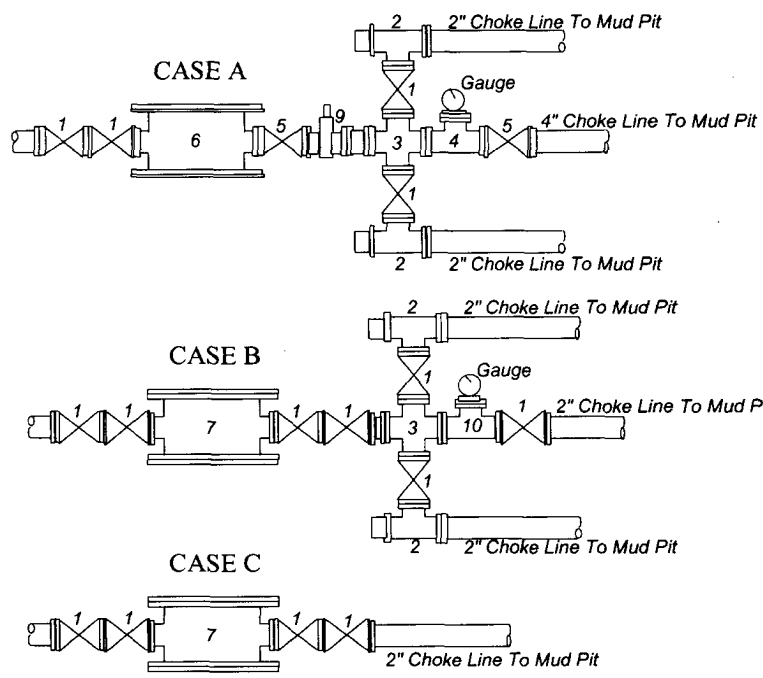 2
2" Choke Line To Mud Pit
CASE A
1
Gauge
1
1
6
5
9
3
4
5
4" Choke Line To Mud Pit
1
2
2" Choke Line To Mud Pit
2
2" Choke Line To Mud Pit
CASE B
1
Gauge
1
1
7
1
1
3
10
1
2" Choke Line To Mud P
1
2
2" Choke Line To Mud Pit
CASE C
1
1
7
1
1
2" Choke Line To Mud Pit